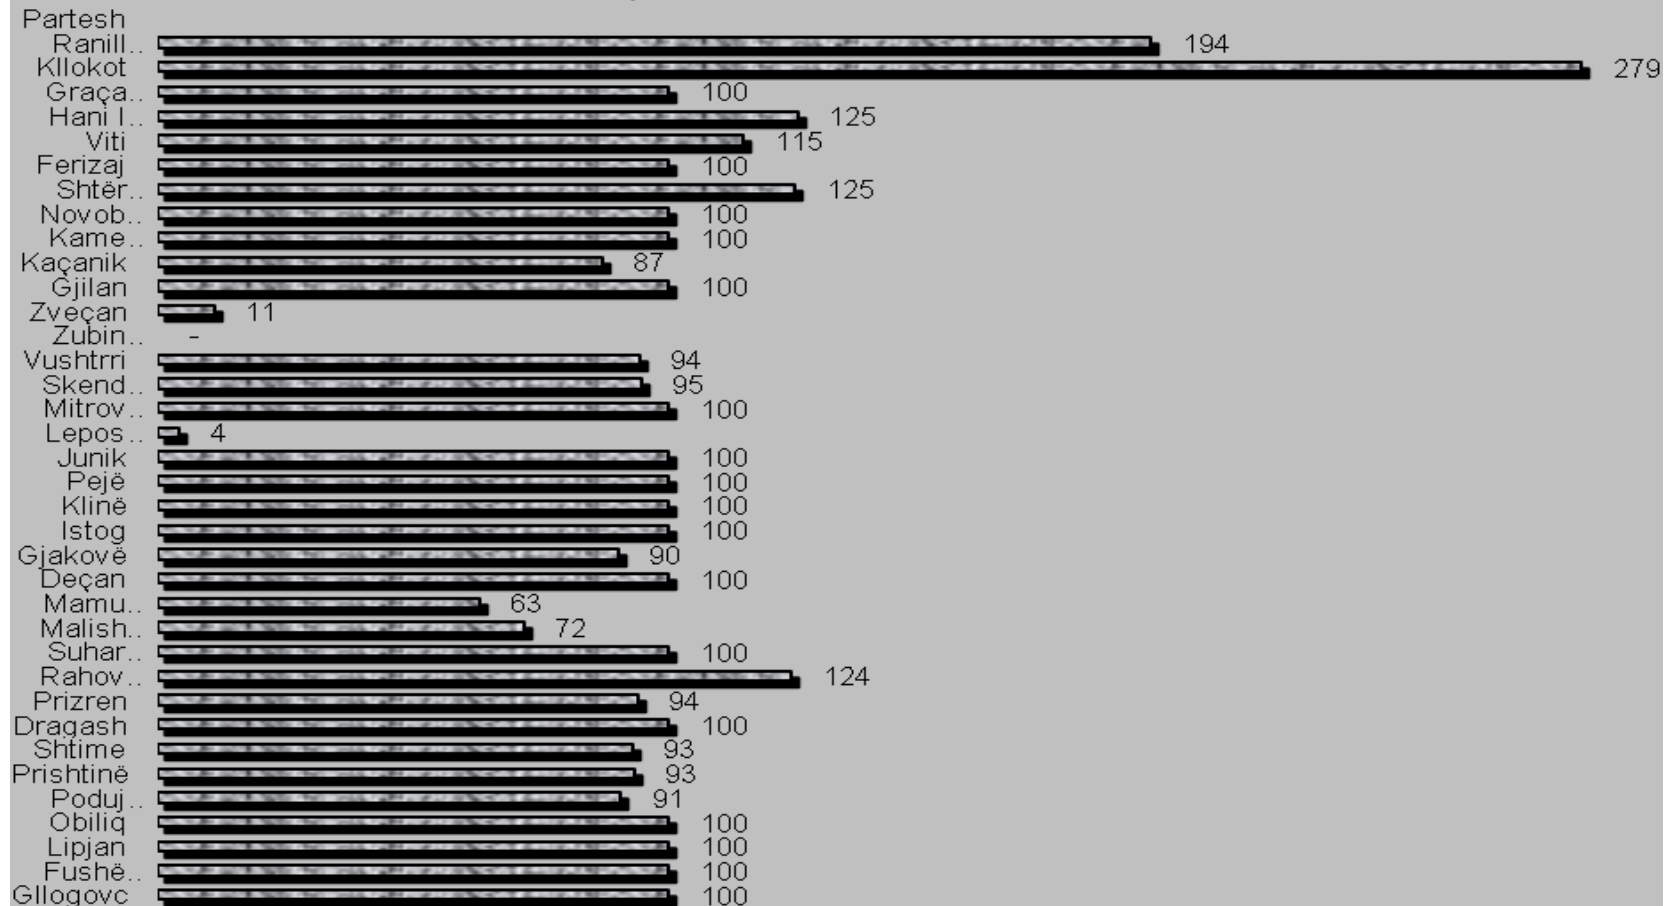 Partesh
Ranill.. 194
Kllokot 279
Graça.. 100
Hani I.. 125
Viti 115
Ferizaj 100
Shtër.. 125
Novob.. 100
Kame.. 100
Kaçanik 87
Gjilan 100
Zveçan 11
Zubin.. -
Vushtrri 94
Skend.. 95
Mitrov.. 100
Lepos.. 4
Junik 100
Pejë 100
Klinë 100
Istog 100
Gjakovë 90
Deçan 100
Mamu.. 63
Malish.. 72
Suhar.. 100
Rahov.. 124
Prizren 94
Dragash 100
Shtime 93
Prishtinë 93
Poduj.. 91
Obiliq 100
Lipjan 100
Fushë.. 100
Gllogovc 100